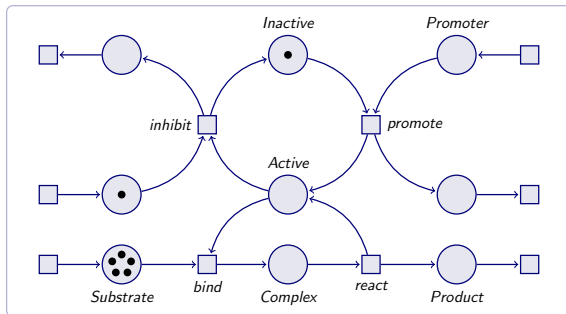 Inactive
Promoter
inhibit
promote
Active
bind
react
Substrate
Complex
Product